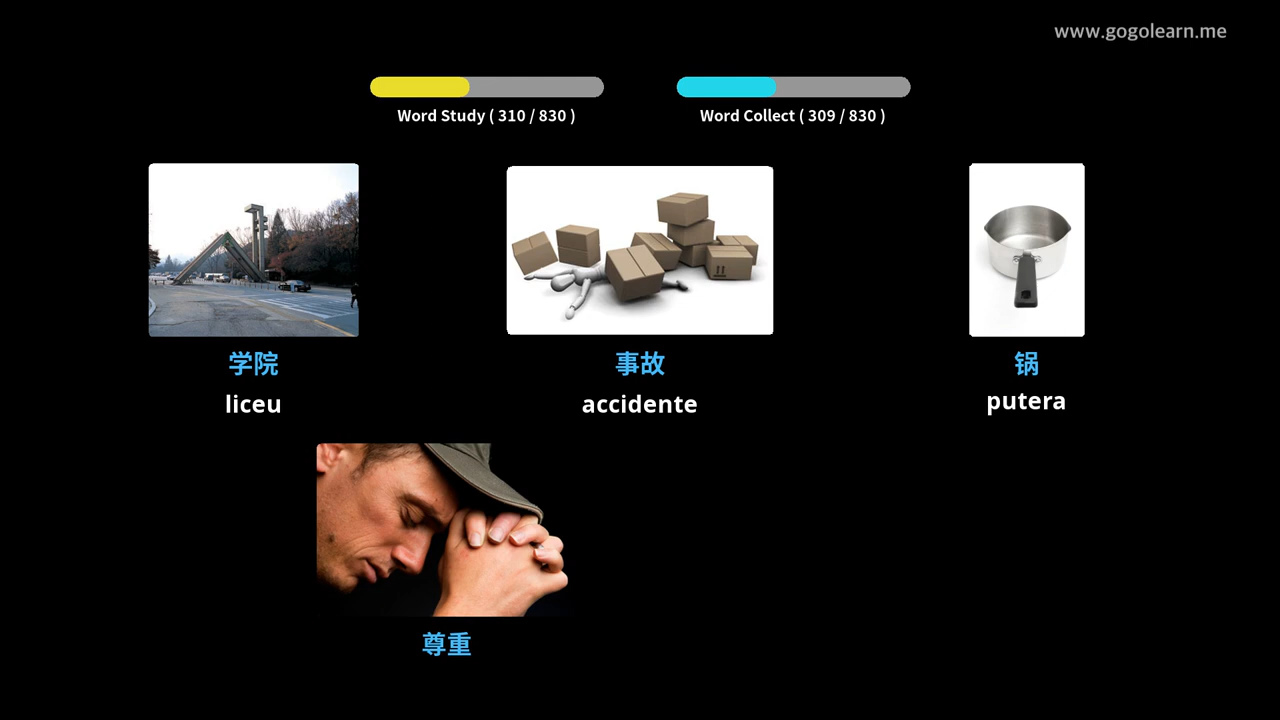 www.gogolearn.me
Word Study ( 310 / 830 )
Word Collect ( 309 / 830 )
学院
liceu
事故
accidente
锅
putera
尊重